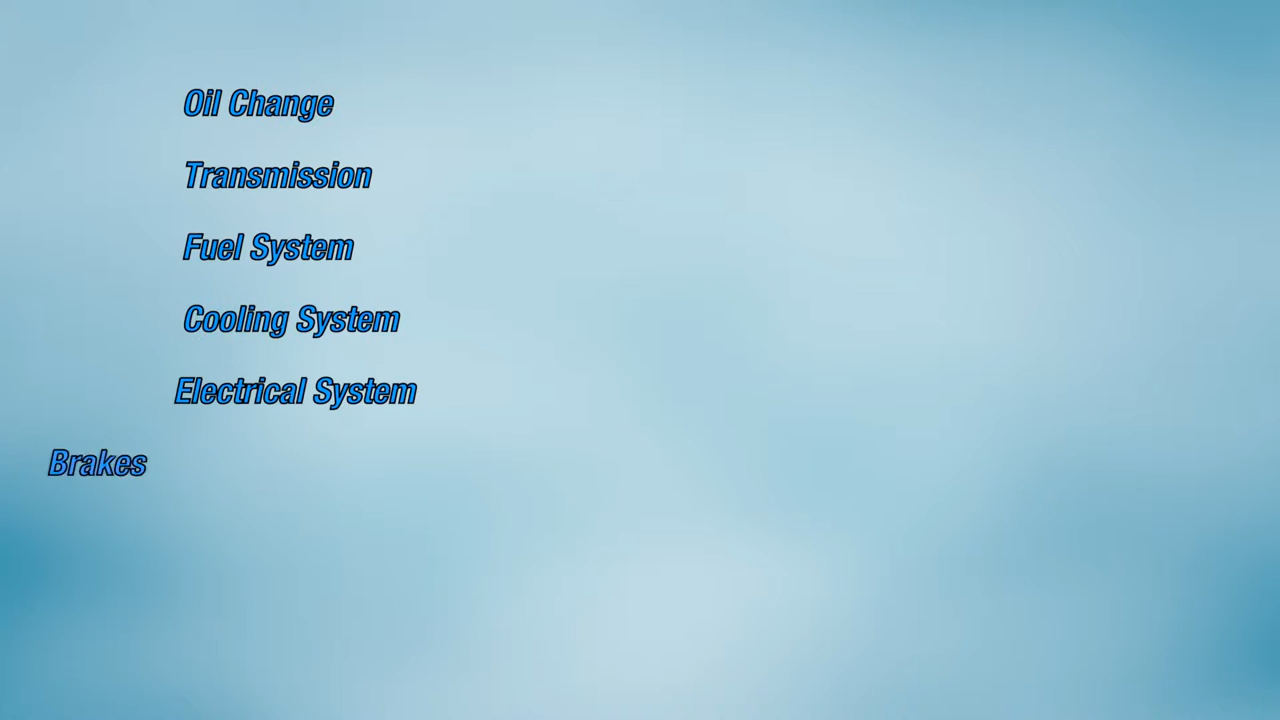 Oil Change
Transmission
Fuel System
Cooling System
Electrical System
Brakes